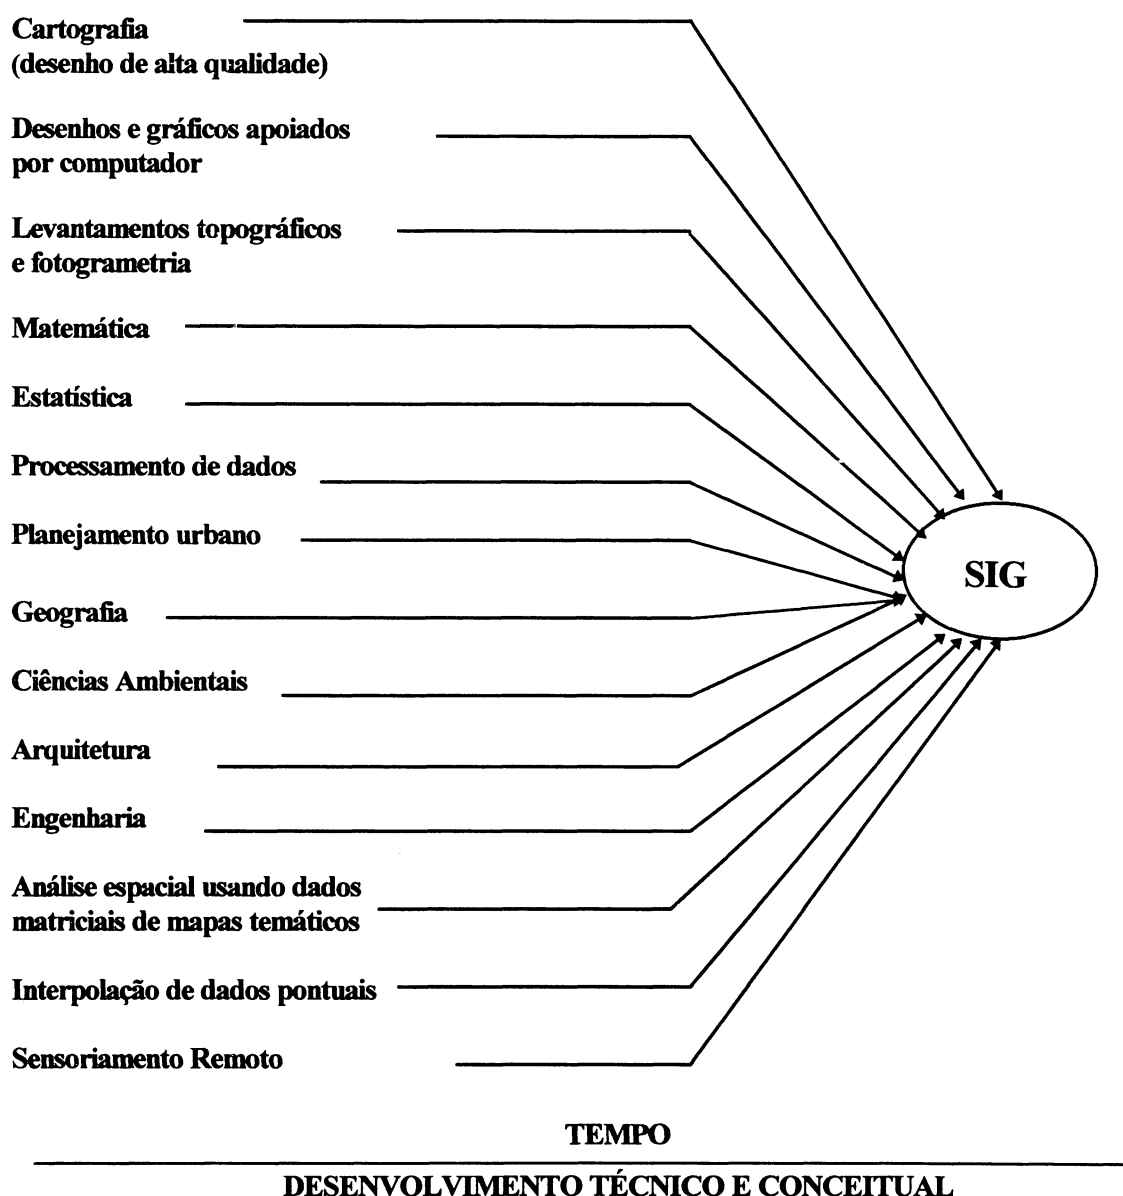 Cartografia
(desenho de alta qualidade)
Desenhos e gráficos apoiados
por computador
Levantamentos topográficos
e fotogrametria
Matemática
Estatística
Processamento de dados
Planejamento urbano
SIG
Geografia
Ciências Ambientais
Arquitetura
Engenharia
Análise espacial usando dados
matriciais de mapas temáticos
Interpolação de dados pontuais
Sensoriamento Remoto
TEMPO
DESENVOLVIMENTO TÉCNICO E CONCEITUAL